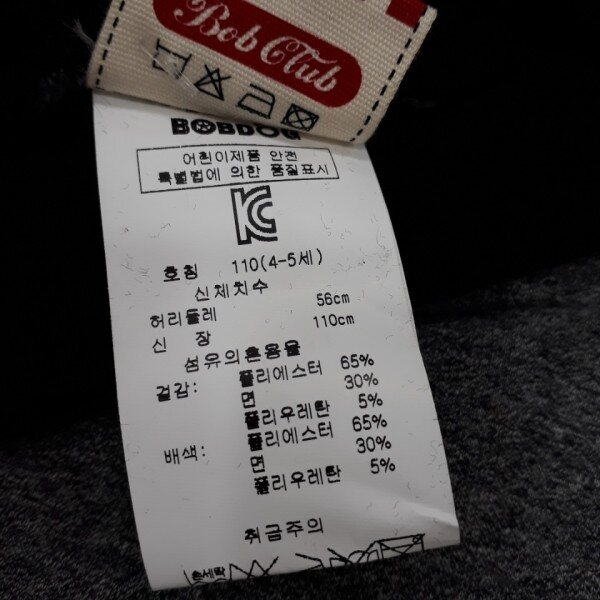 Bob Club
BOBDOG
어린이제품 안전
특별법에 의한 품질표시
KC
호칭 110(4-5세)
신체치수
허리둘레 56cm
신 장 110cm
섬유의혼용율
겉감: 폴리에스터 65%
면 30%
폴리우레탄 5%
배색: 폴리에스터 65%
면 30%
폴리우레탄 5%
취금주의
손세탁